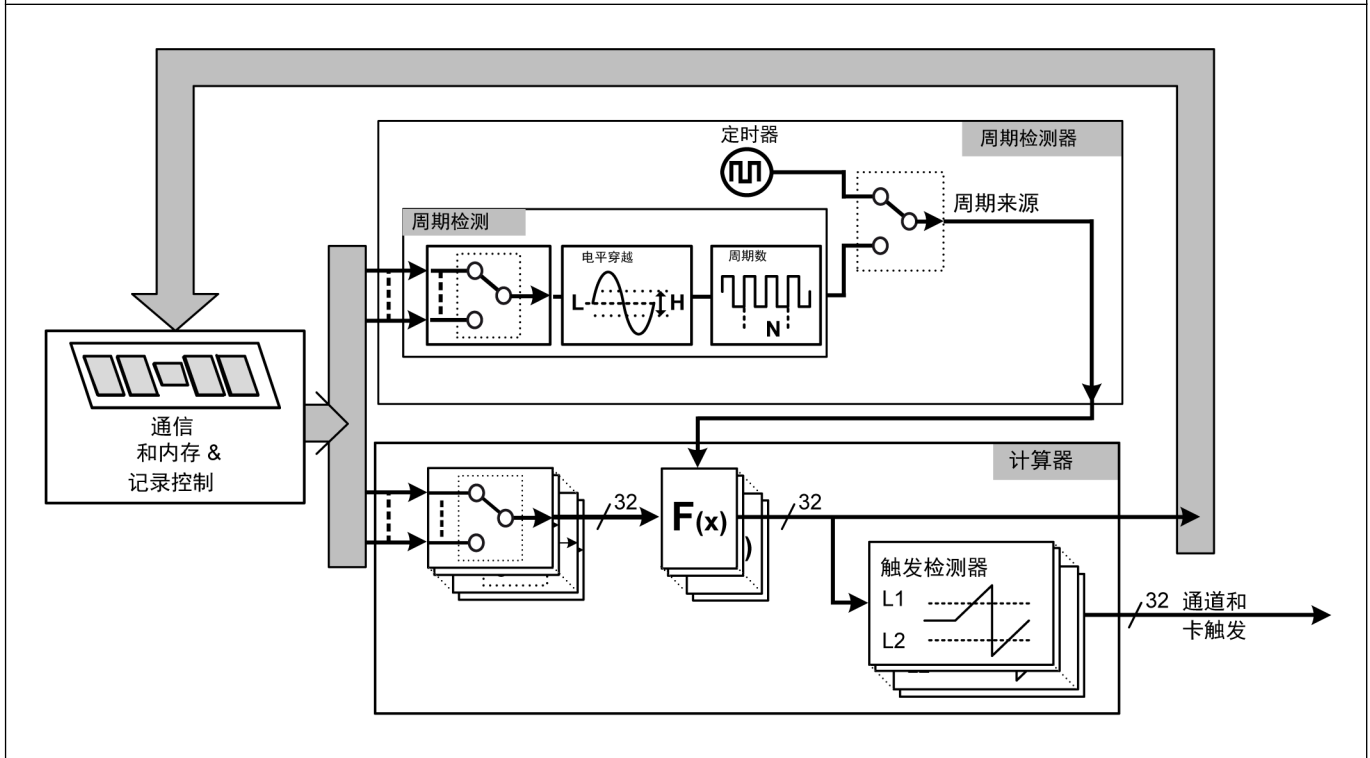 定时器
周期检测器
周期来源
周期检测
电平穿越
L
H
周期数
N
通信
和内存 &
记录控制
计算器
32
F(x)
)
32
触发检测器
L1
L2
32 通道和
卡触发